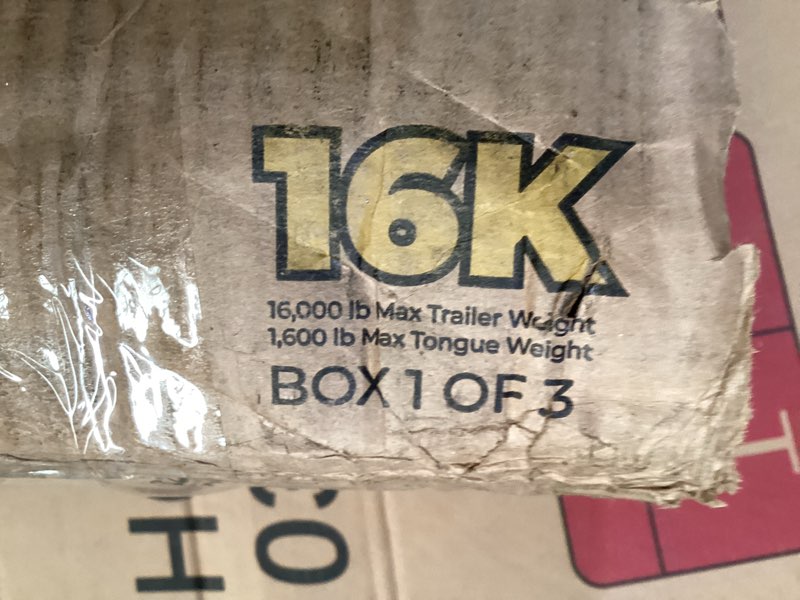 16K
16,000 lb Max Trailer Weight
1,600 lb Max Tongue Weight
BOX 1 OF 3